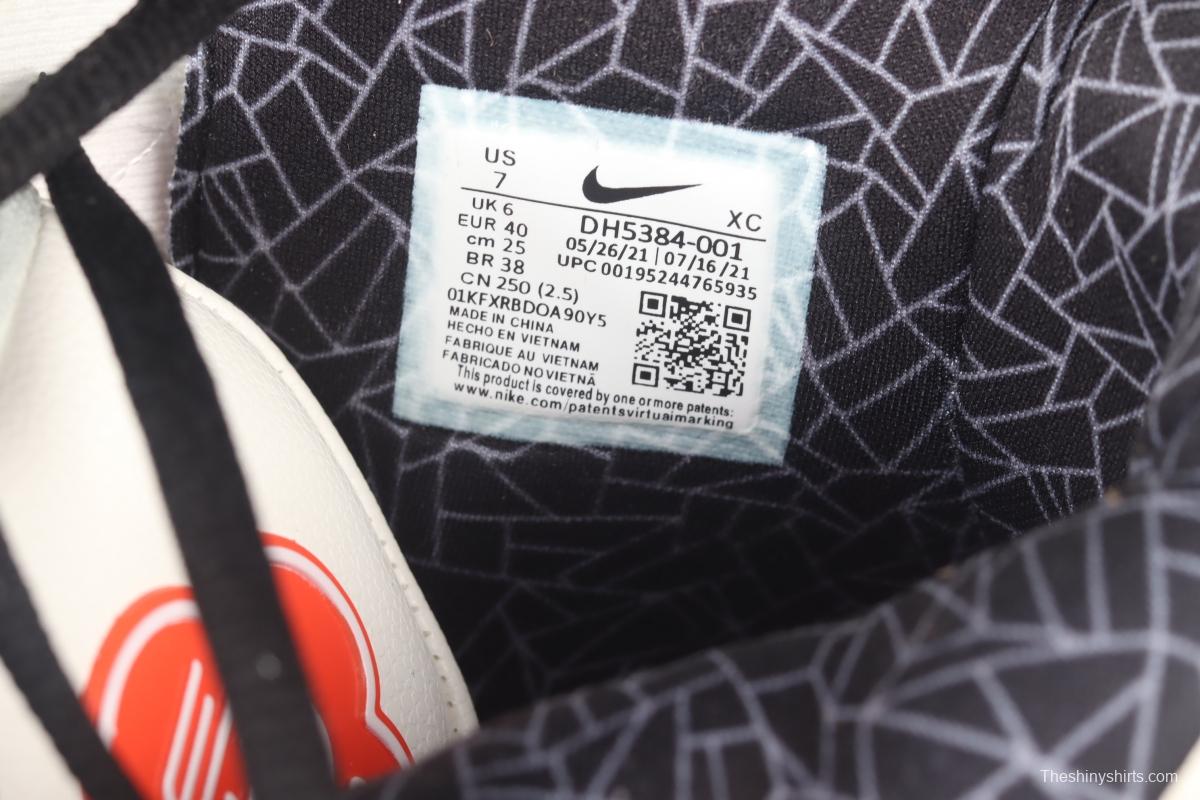 US
7
XC
UK 6
EUR 40
cm 25
BR 38
CN 250 (2.5)
DH5384-001
05/26/21 | 07/16/21
UPC 00195244765935
01KFXRBDOA90Y5
MADE IN CHINA
HECHO EN VIETNAM
FABRIQUE AU VIETNAM
FABRICADO NO VIETNÃ
This product is covered by one or more patents:
www.nike.com/patentsvirtuaimarking
Theshinyshirts.com